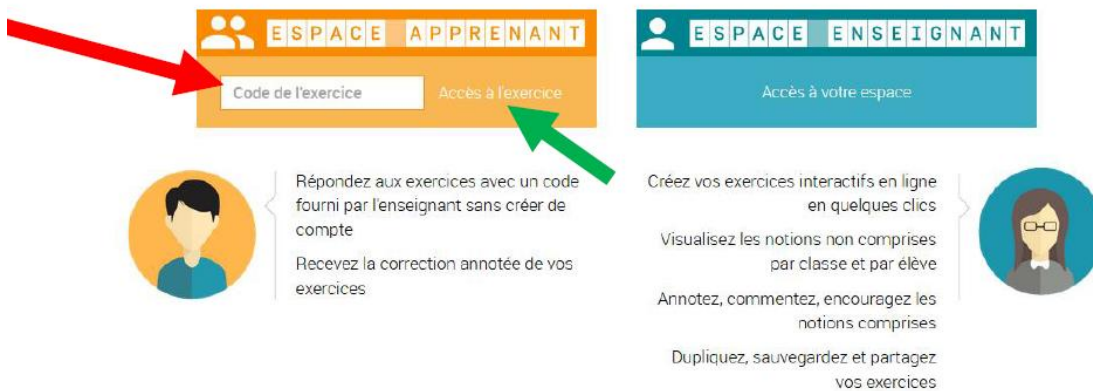 ESPACE APPRENANT
Code de l'exercice
Accès à l'exercice
Répondez aux exercices avec un code
fourni par l'enseignant sans créer de
compte
Recevez la correction annotée de vos
exercices
ESPACE ENSEIGNANT
Accès à votre espace
Créez vos exercices interactifs en ligne
en quelques clics
Visualisez les notions non comprises
par classe et par élève
Annotez, commentez, encouragez les
notions comprises
Dupliquez, sauvegardez et partagez
vos exercices